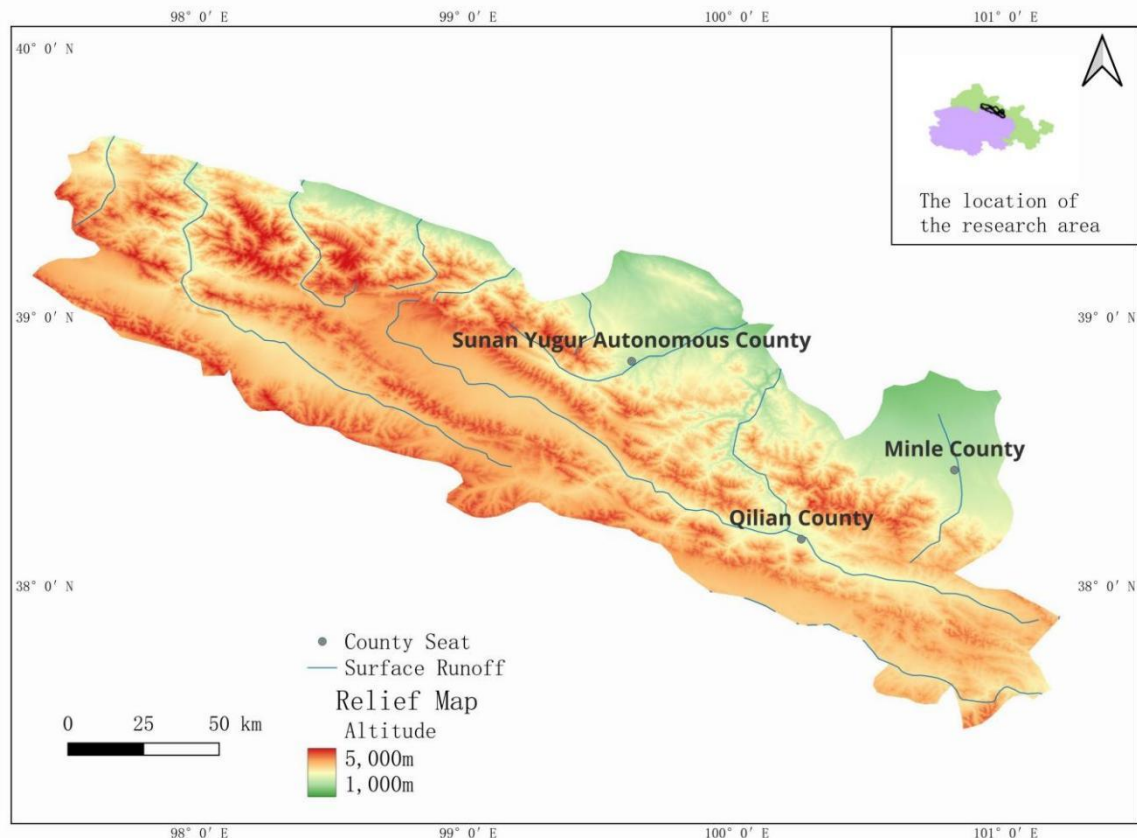 98° 0′ E
99° 0′ E
100° 0′ E
101° 0′ E
40° 0′ N
The location of
the research area
39° 0′ N
39° 0′ N
Sunan Yugur Autonomous County
Minle County
Qilian County
38° 0′ N
38° 0′ N
County Seat
Surface Runoff
Relief Map
Altitude
5,000m
1,000m
0 25 50 km
98° 0′ E
99° 0′ E
100° 0′ E
101° 0′ E